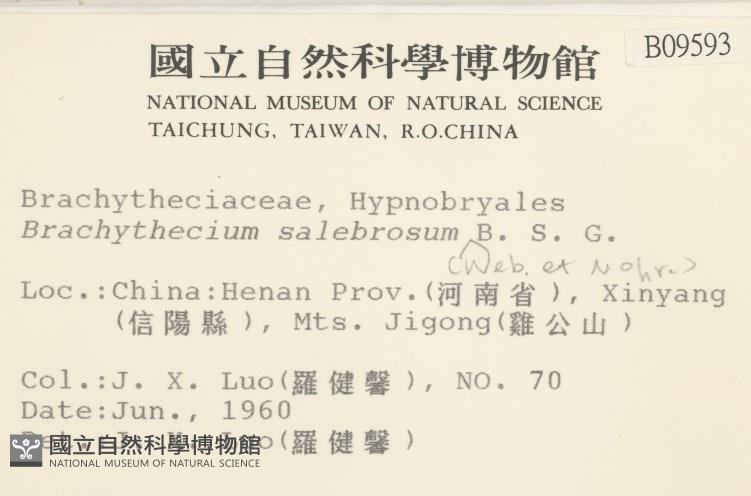 B09593
國立自然科學博物館
NATIONAL MUSEUM OF NATURAL SCIENCE
TAICHUNG, TAIWAN, R.O.CHINA
Brachytheciaceae, Hypnobryales
Brachythecium salebrosum B. S. G.
(Web. et Mohr.)
Loc.:China:Henan Prov.(河南省), Xinyang
(信陽縣), Mts. Jigong(雞公山)
Col.:J. X. Luo(羅健馨), NO. 70
Date:Jun., 1960
(羅健馨)
國立自然科學博物館
NATIONAL MUSEUM OF NATURAL SCIENCE